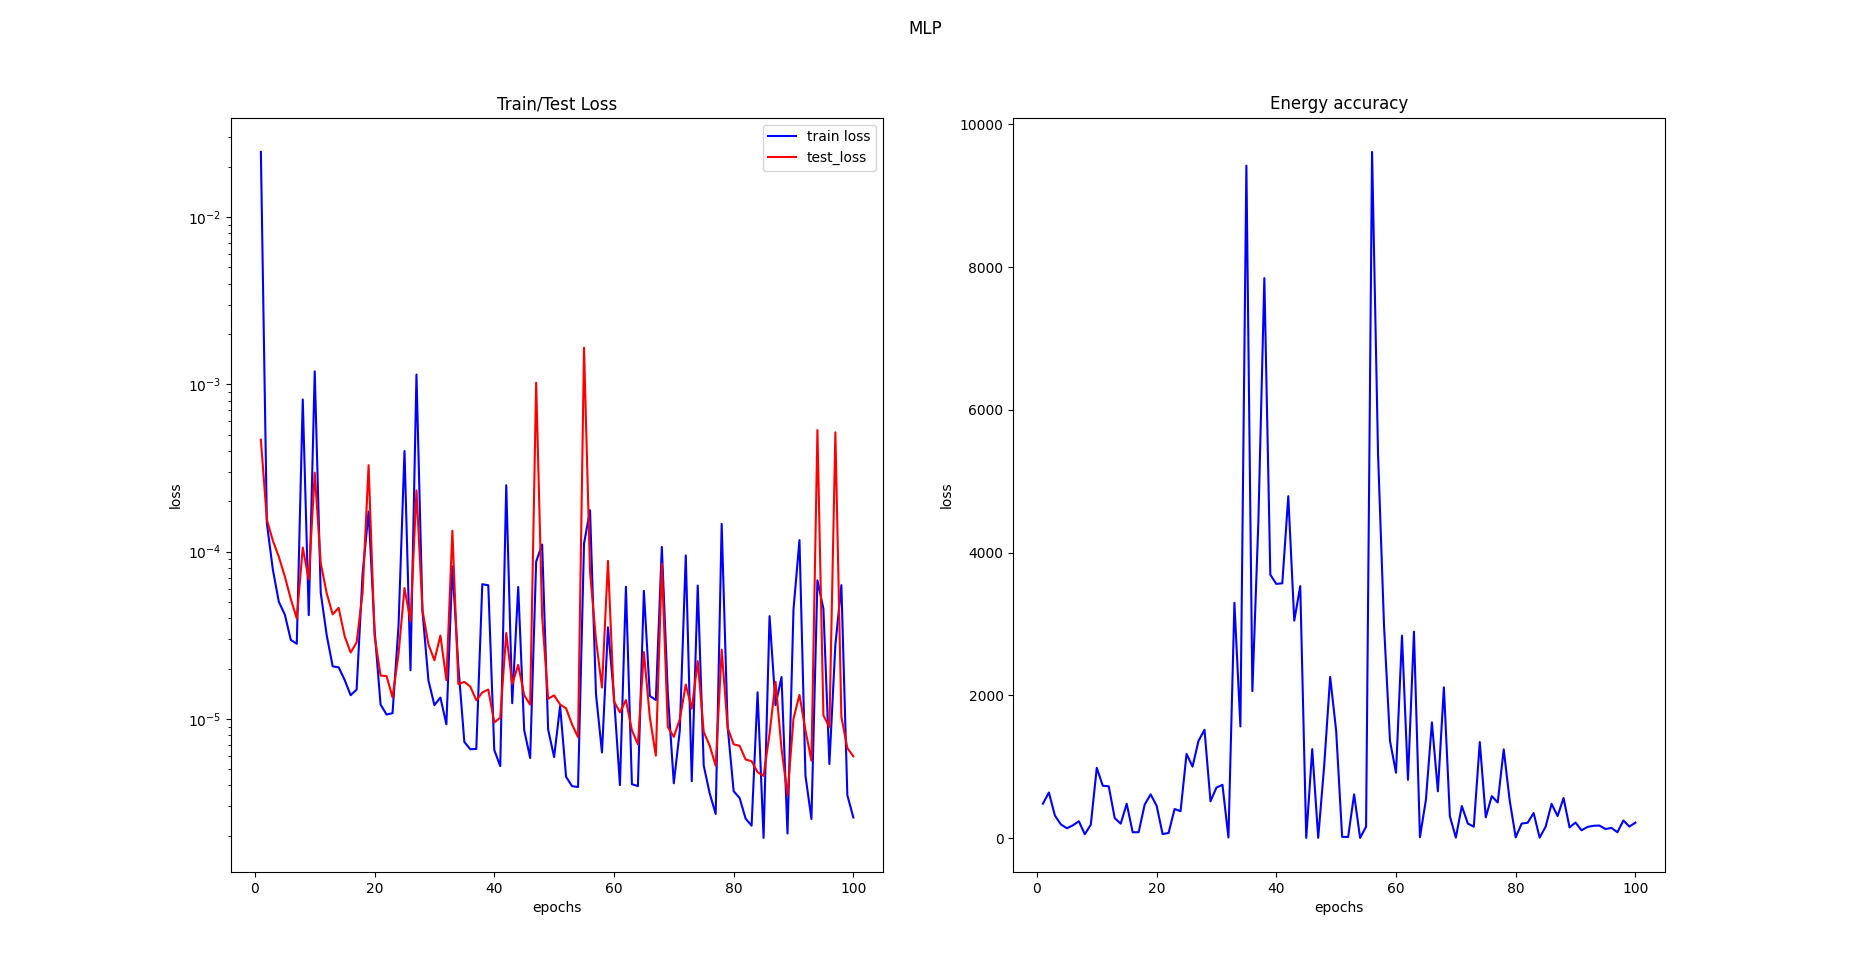 MLP
Train/Test Loss
train loss
test_loss
10⁻²
10⁻³
10⁻⁴
10⁻⁵
loss
0 20 40 60 80 100
epochs
Energy accuracy
10000
8000
6000
4000
2000
0
loss
0 20 40 60 80 100
epochs